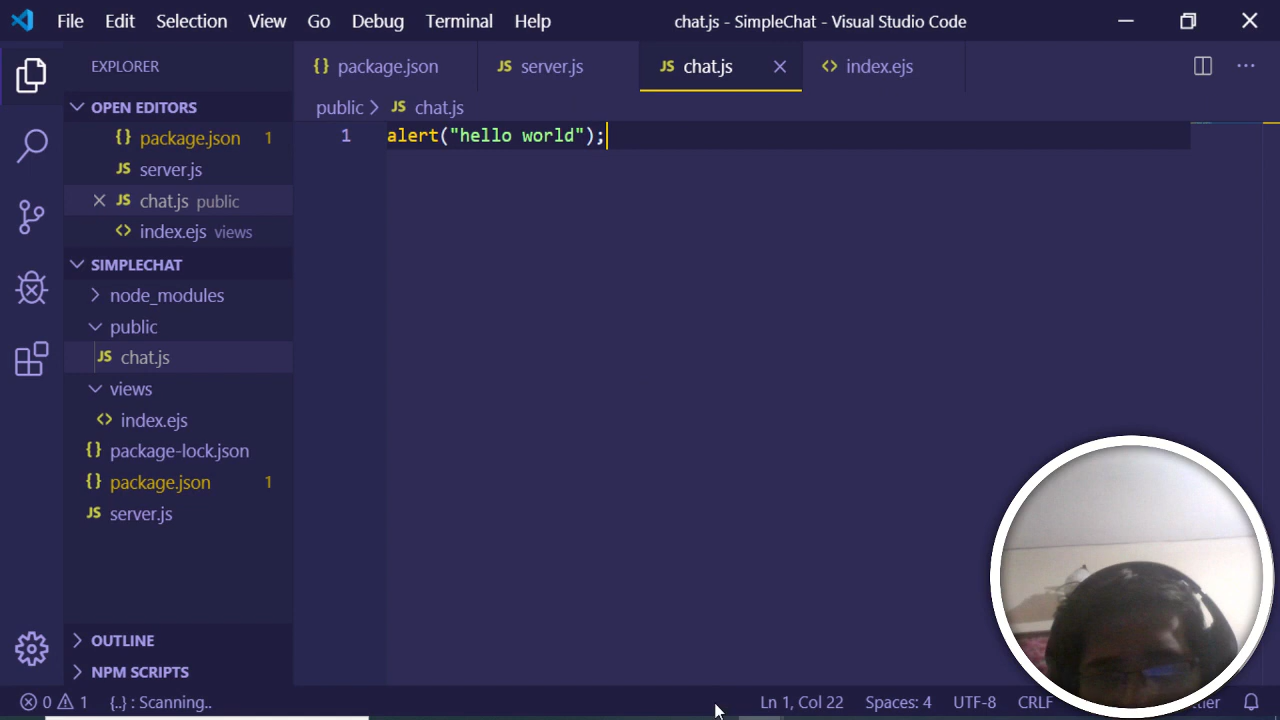 File Edit Selection View Go Debug Terminal Help chat.js - SimpleChat - Visual Studio Code
EXPLORER
{} package.json JS server.js JS chat.js <> index.ejs
OPEN EDITORS
{} package.json 1
JS server.js
JS chat.js public
<> index.ejs views
SIMPLECHAT
node_modules
public
JS chat.js
views
<> index.ejs
{} package-lock.json
{} package.json 1
JS server.js
OUTLINE
NPM SCRIPTS
public > JS chat.js
1 alert("hello world");
0 1 {..} : Scanning.. Ln 1, Col 22 Spaces: 4 UTF-8 CRLF